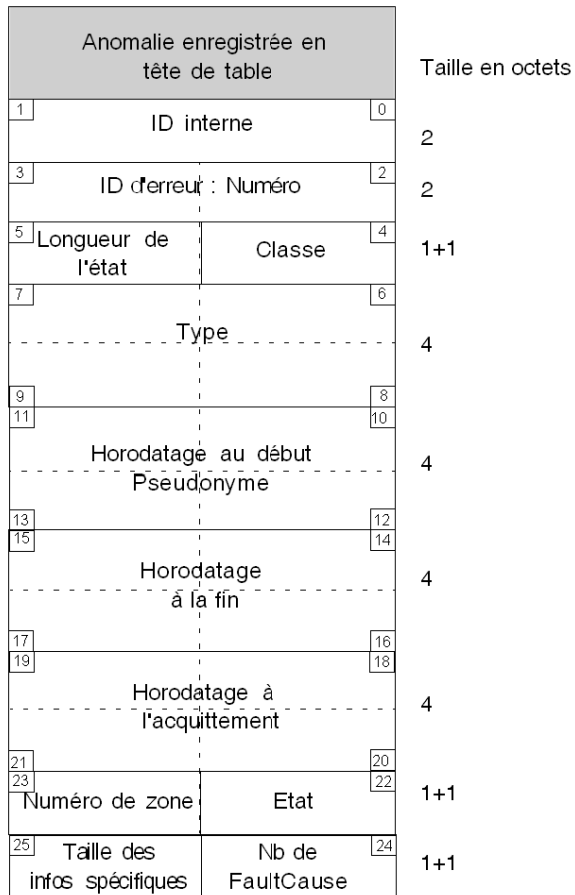 Anomalie enregistrée en
tête de table
Taille en octets
1
0
ID interne
2
3
2
ID d'erreur : Numéro
2
5
4
Longueur de
l'état
Classe
1+1
7
6
Type
4
9
8
11
10
Horodatage au début
Pseudonyme
4
13
12
15
14
Horodatage
à la fin
4
17
16
19
18
Horodatage à
l'acquittement
4
21
20
23
22
Numéro de zone
Etat
1+1
25
24
Taille des
infos spécifiques
Nb de
FaultCause
1+1